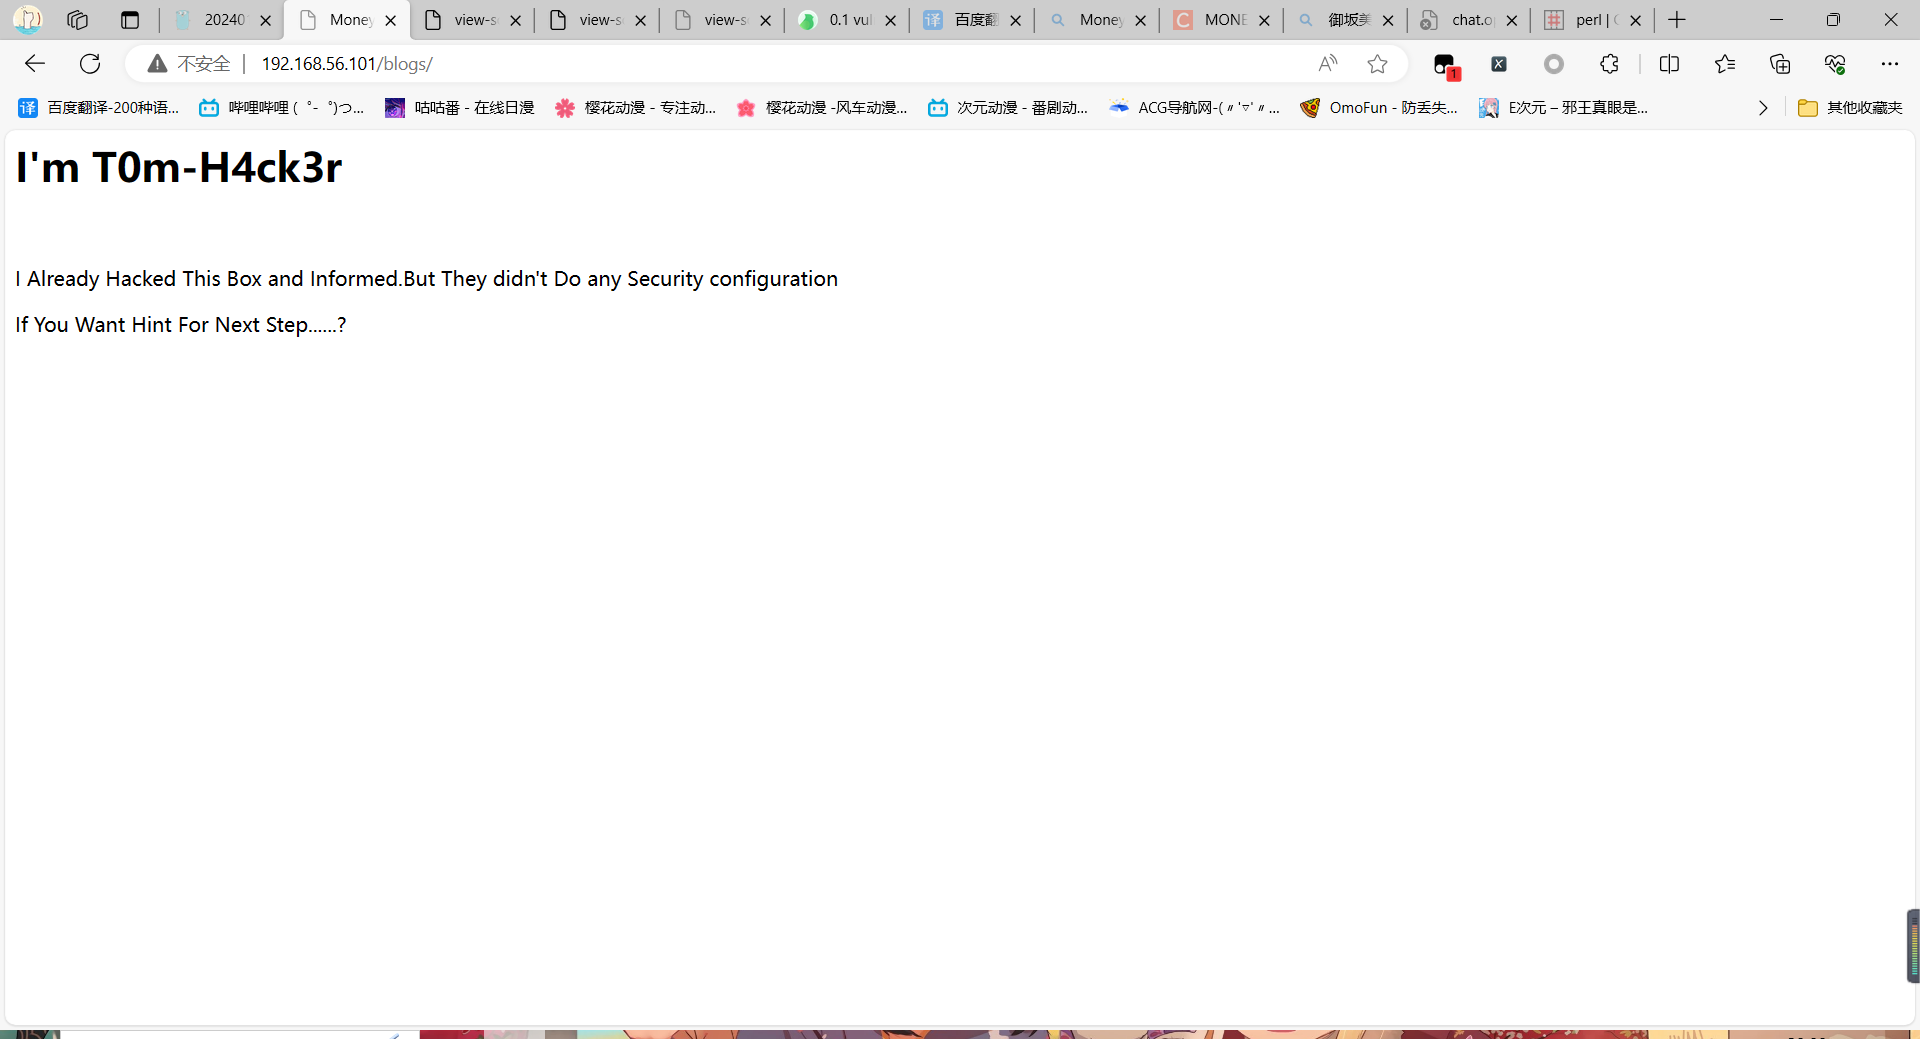 20240 Money view-s view-s view-s 0.1 vul 百度翻 Money MONE 御坂美 chat.o perl |
不安全 192.168.56.101/blogs/ 1
百度翻译-200种语... 哔哩哔哩 ( ゜- ゜)つ... 咕咕番 - 在线日漫 樱花动漫 - 专注动... 樱花动漫 -风车动漫... 次元动漫 - 番剧动... ACG导航网-(〃'▽'〃... OmoFun - 防丢失... E次元 – 邪王真眼是... 其他收藏夹
I'm T0m-H4ck3r
I Already Hacked This Box and Informed.But They didn't Do any Security configuration
If You Want Hint For Next Step......?